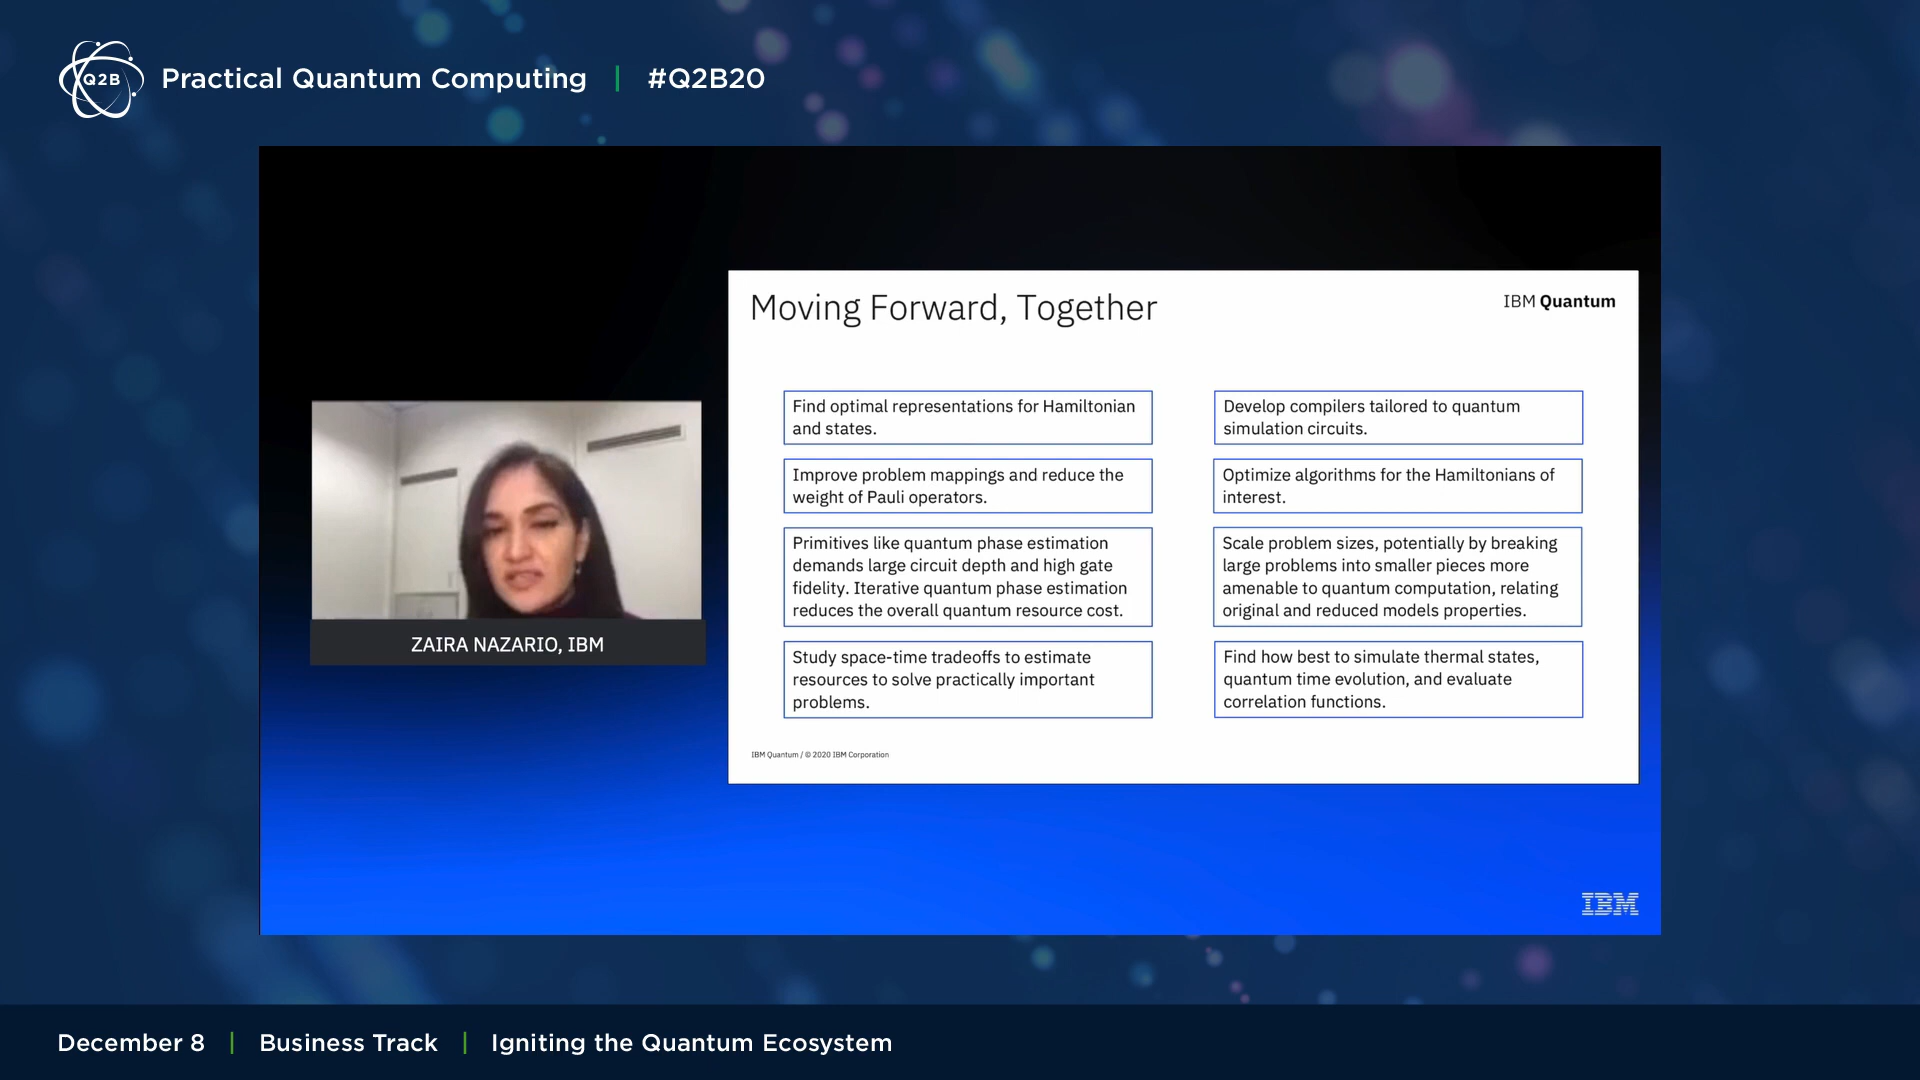 Q2B
Practical Quantum Computing | #Q2B20
Moving Forward, Together
IBM Quantum
Find optimal representations for Hamiltonian
and states.
Improve problem mappings and reduce the
weight of Pauli operators.
Primitives like quantum phase estimation
demands large circuit depth and high gate
fidelity. Iterative quantum phase estimation
reduces the overall quantum resource cost.
Study space-time tradeoffs to estimate
resources to solve practically important
problems.
Develop compilers tailored to quantum
simulation circuits.
Optimize algorithms for the Hamiltonians of
interest.
Scale problem sizes, potentially by breaking
large problems into smaller pieces more
amenable to quantum computation, relating
original and reduced models properties.
Find how best to simulate thermal states,
quantum time evolution, and evaluate
correlation functions.
IBM Quantum / © 2020 IBM Corporation
ZAIRA NAZARIO, IBM
IBM
December 8 | Business Track | Igniting the Quantum Ecosystem